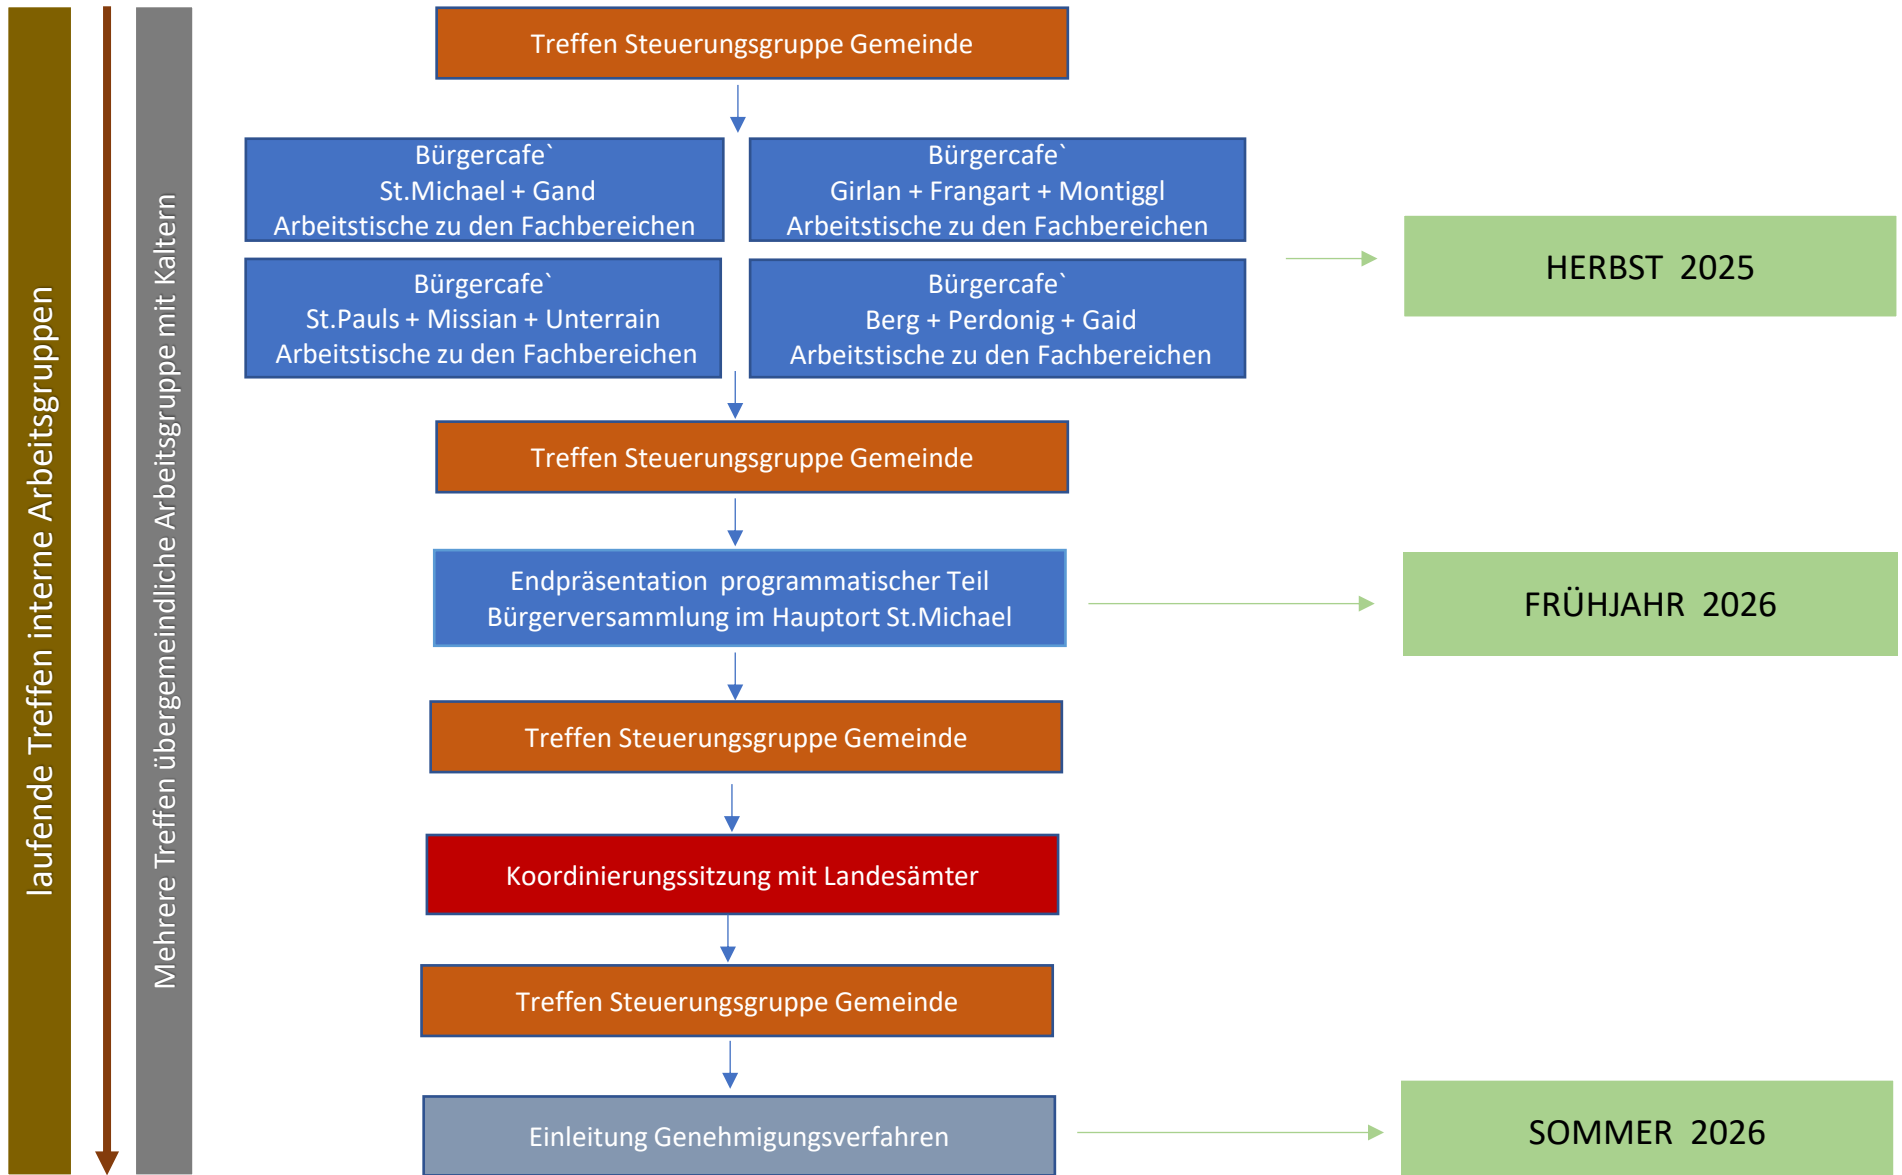 laufende Treffen interne Arbeitsgruppen
Mehrere Treffen übergemeindliche Arbeitsgruppe mit Kaltern
Treffen Steuerungsgruppe Gemeinde
Bürgercafe`
St.Michael + Gand
Arbeitstische zu den Fachbereichen
Bürgercafe`
Girlan + Frangart + Montiggl
Arbeitstische zu den Fachbereichen
Bürgercafe`
St.Pauls + Missian + Unterrain
Arbeitstische zu den Fachbereichen
Bürgercafe`
Berg + Perdonig + Gaid
Arbeitstische zu den Fachbereichen
HERBST 2025
Treffen Steuerungsgruppe Gemeinde
Endpräsentation programmatischer Teil
Bürgerversammlung im Hauptort St.Michael
FRÜHJAHR 2026
Treffen Steuerungsgruppe Gemeinde
Koordinierungssitzung mit Landesämter
Treffen Steuerungsgruppe Gemeinde
Einleitung Genehmigungsverfahren
SOMMER 2026